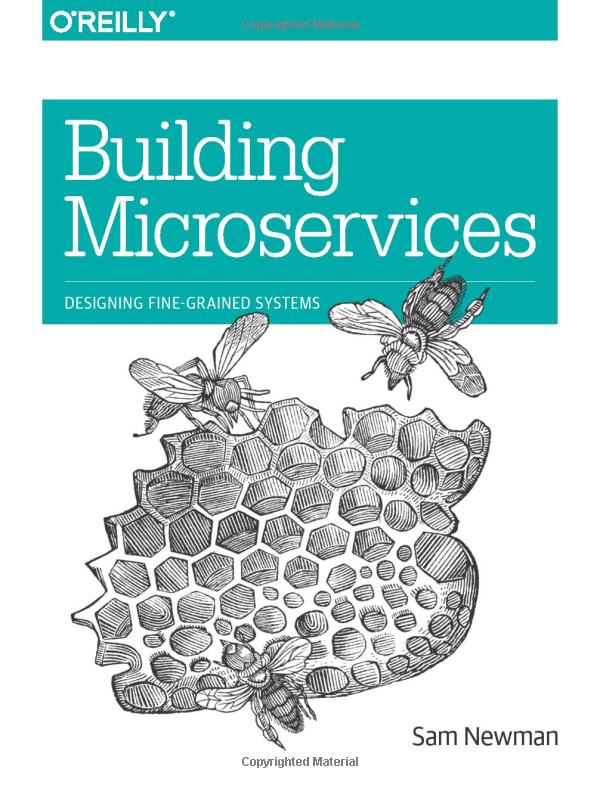 O'REILLY®
Copyrighted Material
Building
Microservices
DESIGNING FINE-GRAINED SYSTEMS
Sam Newman
Copyrighted Material